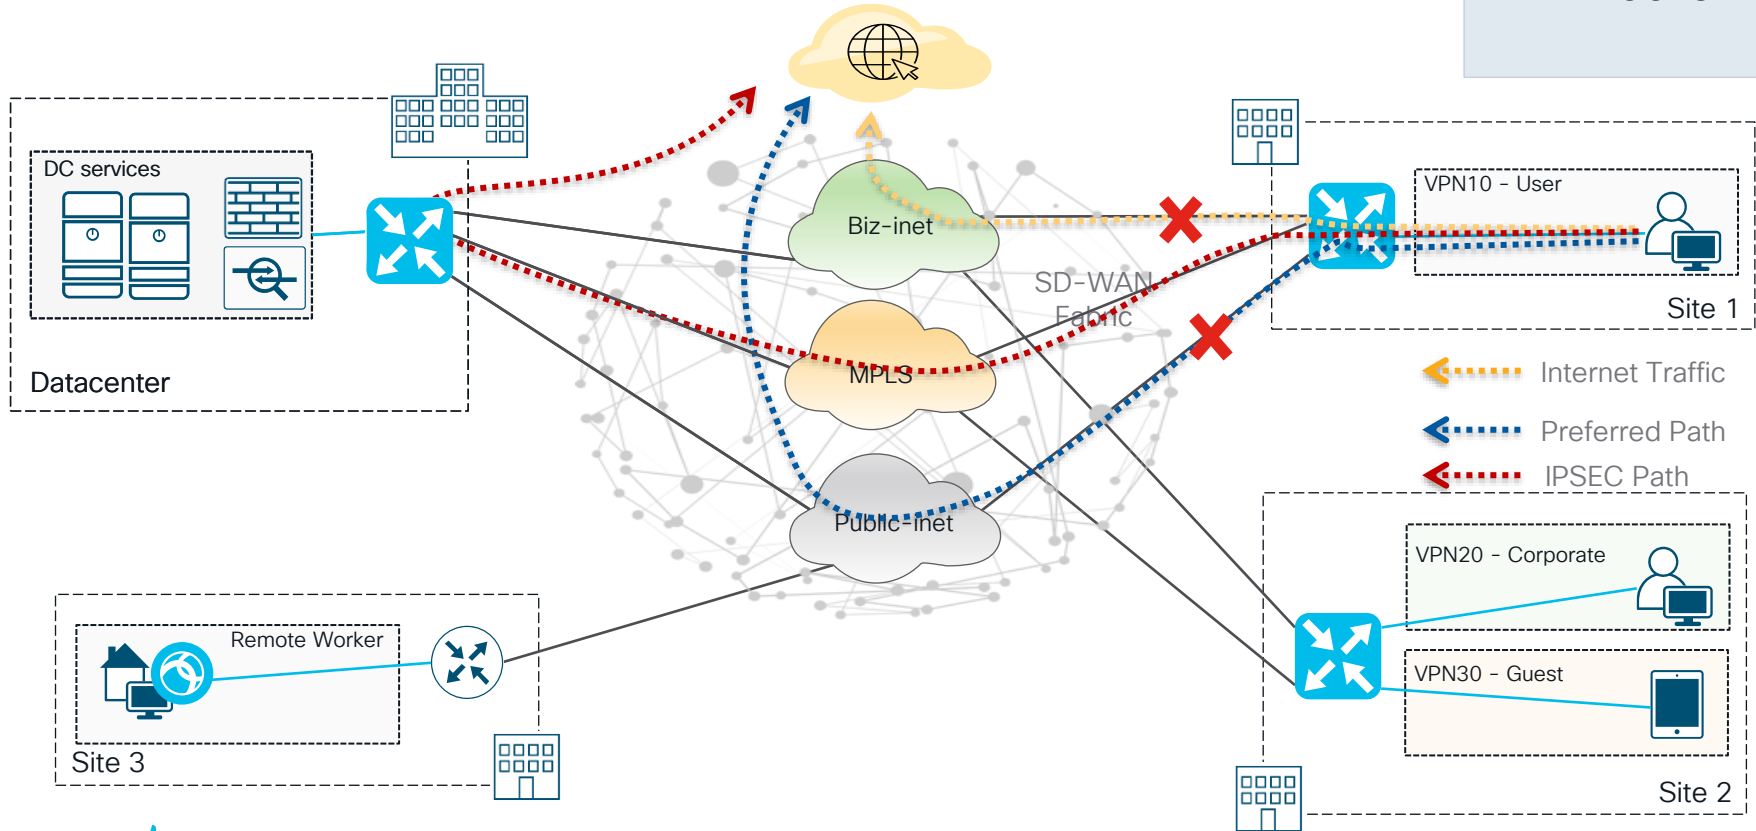 DC services
Datacenter
Biz-inet
MPLS
Public-inet
SD-WAN
Fabric
VPN10 - User
Site 1
Internet Traffic
Preferred Path
IPSEC Path
VPN20 - Corporate
VPN30 - Guest
Site 2
Remote Worker
Site 3